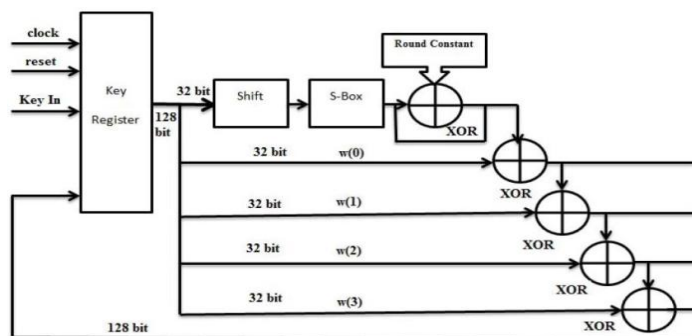 clock
reset
Key In
Key
Register
128
bit
32 bit
Shift
S-Box
Round Constant
XOR
32 bit w(0)
XOR
32 bit w(1)
XOR
32 bit w(2)
XOR
32 bit w(3)
XOR
128 bit